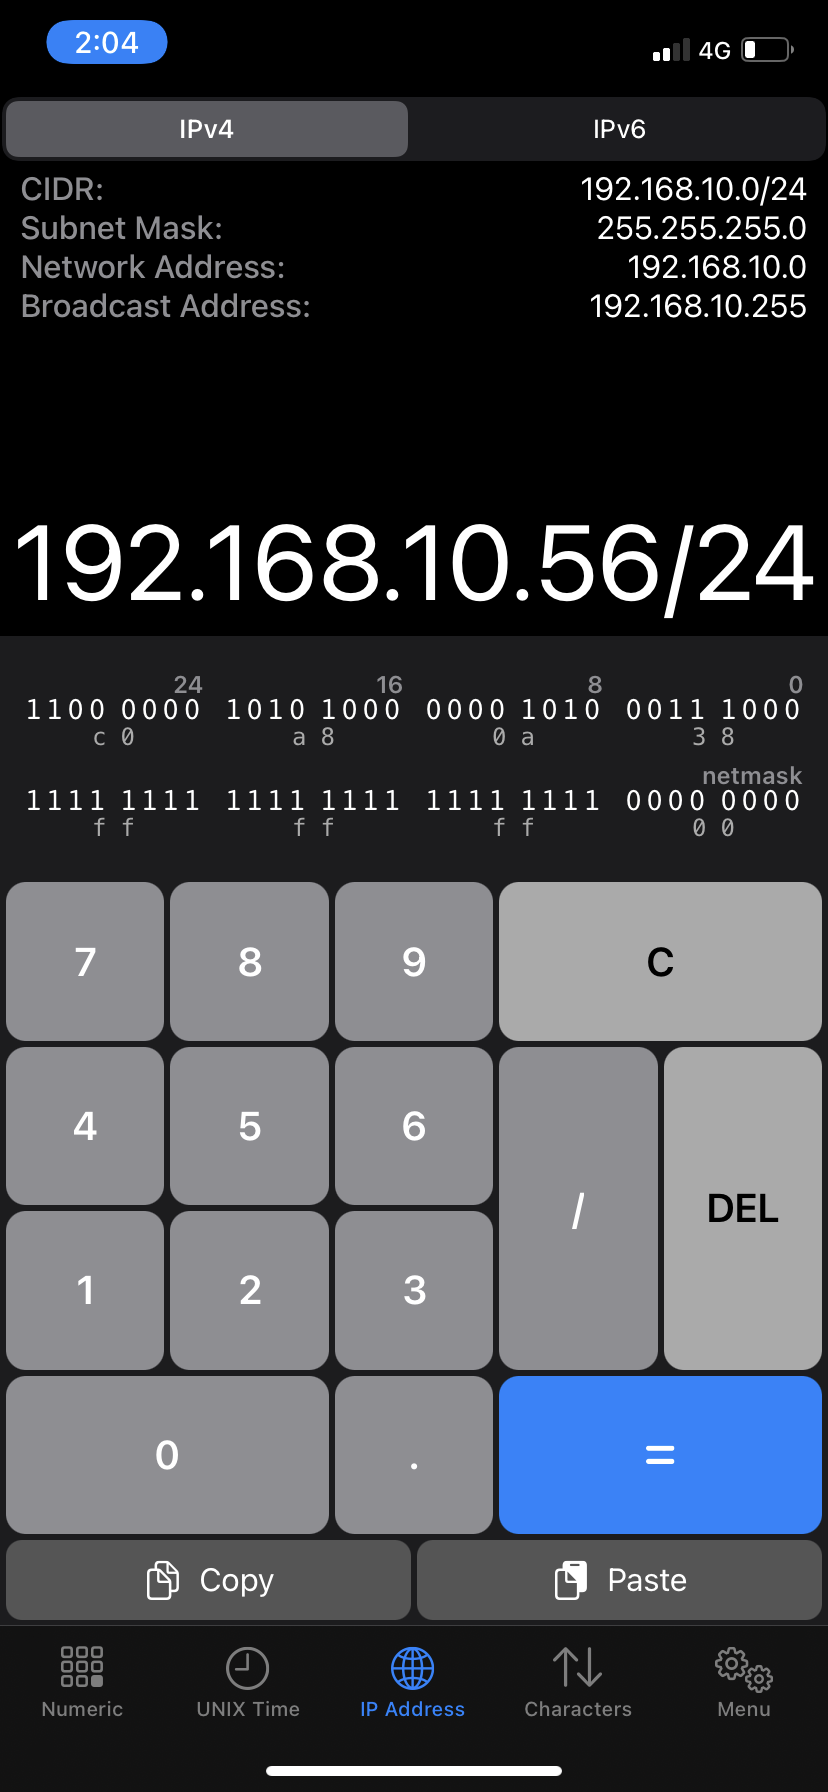 2:04 4G
IPv4 IPv6
CIDR: 192.168.10.0/24
Subnet Mask: 255.255.255.0
Network Address: 192.168.10.0
Broadcast Address: 192.168.10.255
192.168.10.56/24
24 16 8 0
1100 0000 1010 1000 0000 1010 0011 1000
c 0 a 8 0 a 3 8
netmask
1111 1111 1111 1111 1111 1111 0000 0000
f f f f f f 0 0
7 8 9 C
4 5 6
/ DEL
1 2 3
0 . =
Copy Paste
Numeric UNIX Time IP Address Characters Menu